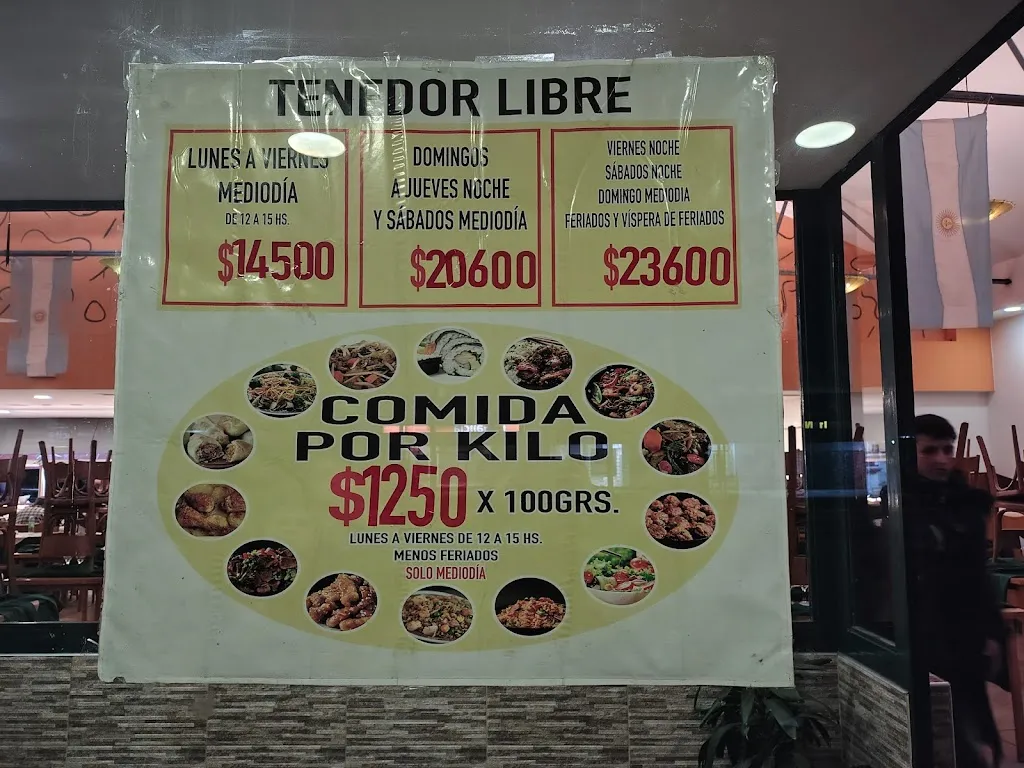 TENEDOR LIBRE
LUNES A VIERNES
MEDIODÍA
DE 12 A 15 HS.
$14500
DOMINGOS
A JUEVES NOCHE
Y SÁBADOS MEDIODÍA
$20600
VIERNES NOCHE
SÁBADOS NOCHE
DOMINGO MEDIODIA
FERIADOS Y VÍSPERA DE FERIADOS
$23600
COMIDA
POR KILO
$1250 X 100GRS.
LUNES A VIERNES DE 12 A 15 HS.
MENOS FERIADOS
SOLO MEDIODÍA